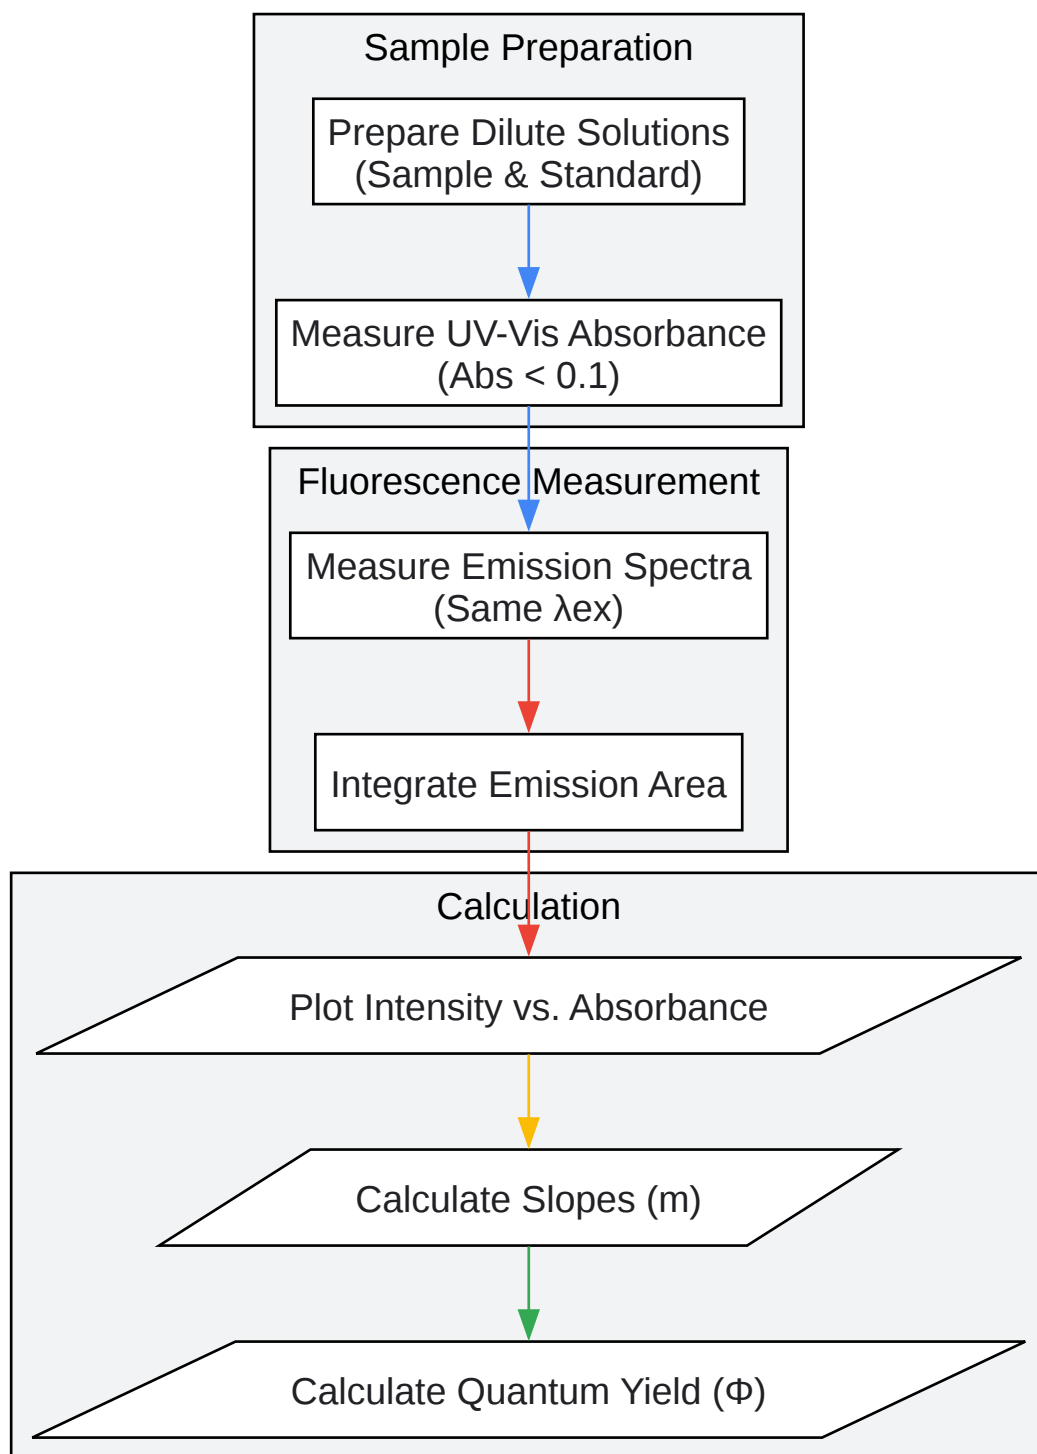 Sample Preparation
Prepare Dilute Solutions
(Sample & Standard)
Measure UV-Vis Absorbance
(Abs < 0.1)
Fluorescence Measurement
Measure Emission Spectra
(Same λex)
Integrate Emission Area
Calculation
Plot Intensity vs. Absorbance
Calculate Slopes (m)
Calculate Quantum Yield (Φ)